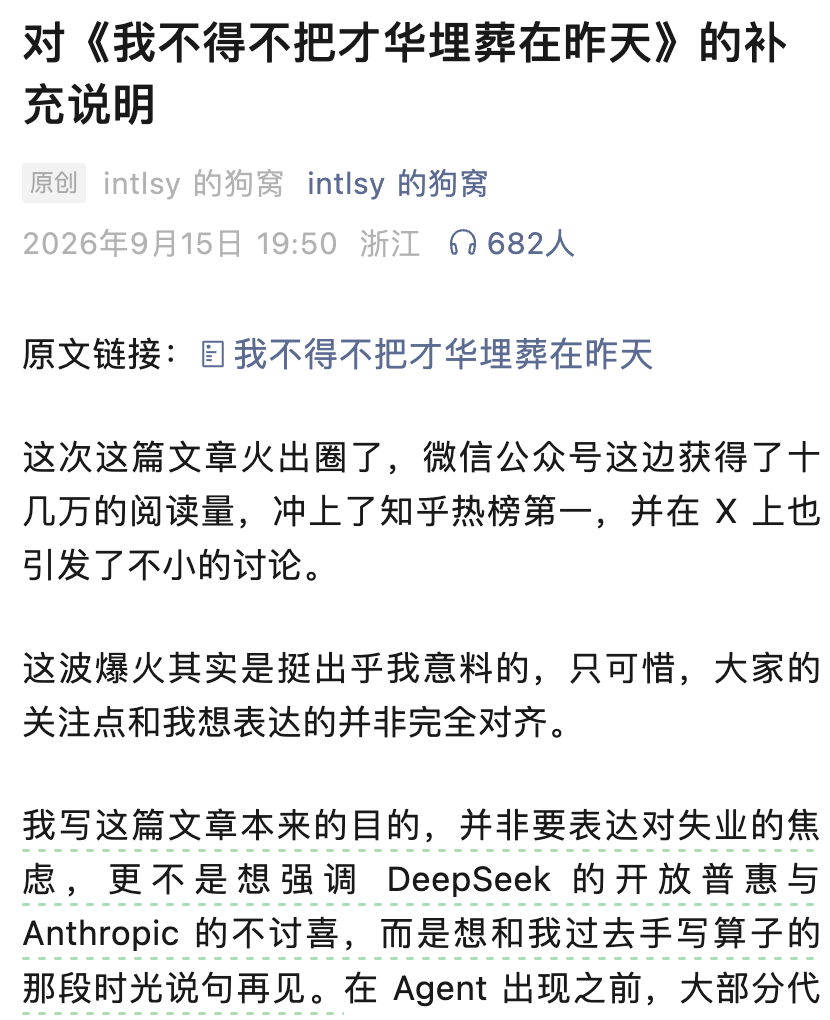 对《我不得不把才华埋葬在昨天》的补
充说明
原创 intlsy 的狗窝 intlsy 的狗窝
2026年9月15日 19:50 浙江 682人
原文链接：我不得不把才华埋葬在昨天
这次这篇文章火出圈了，微信公众号这边获得了十
几万的阅读量，冲上了知乎热榜第一，并在 X 上也
引发了不小的讨论。
这波爆火其实是挺出乎我意料的，只可惜，大家的
关注点和我想表达的并非完全对齐。
我写这篇文章本来的目的，并非要表达对失业的焦
虑，更不是想强调 DeepSeek 的开放普惠与
Anthropic 的不讨喜，而是想和我过去手写算子的
那段时光说句再见。在 Agent 出现之前，大部分代